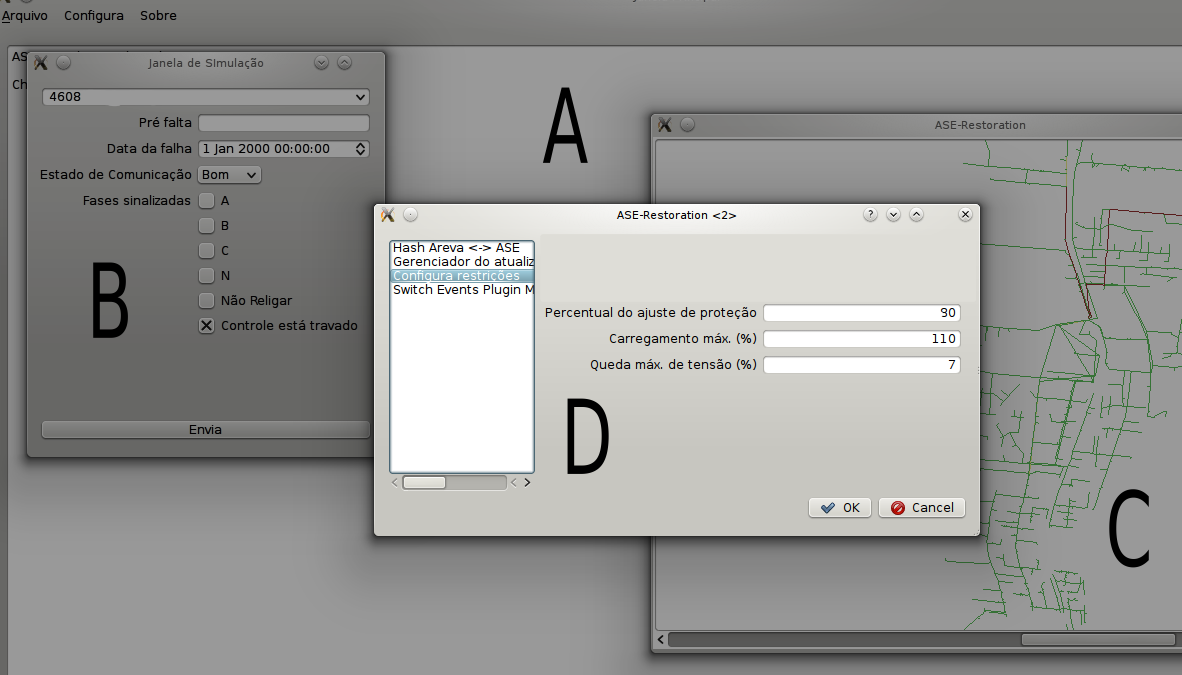 Arquivo Configura Sobre
AS
Ch
Janela de SImulação
4608
Pré falta
Data da falha 1 Jan 2000 00:00:00
Estado de Comunicação Bom
Fases sinalizadas A
B
C
N
Não Religar
Controle está travado
Envia
A
B
ASE-Restoration
C
ASE-Restoration <2>
Hash Areva <-> ASE
Gerenciador do atualiz
Configura restrições
Switch Events Plugin M
Percentual do ajuste de proteção 90
Carregamento máx. (%) 110
Queda máx. de tensão (%) 7
D
OK Cancel